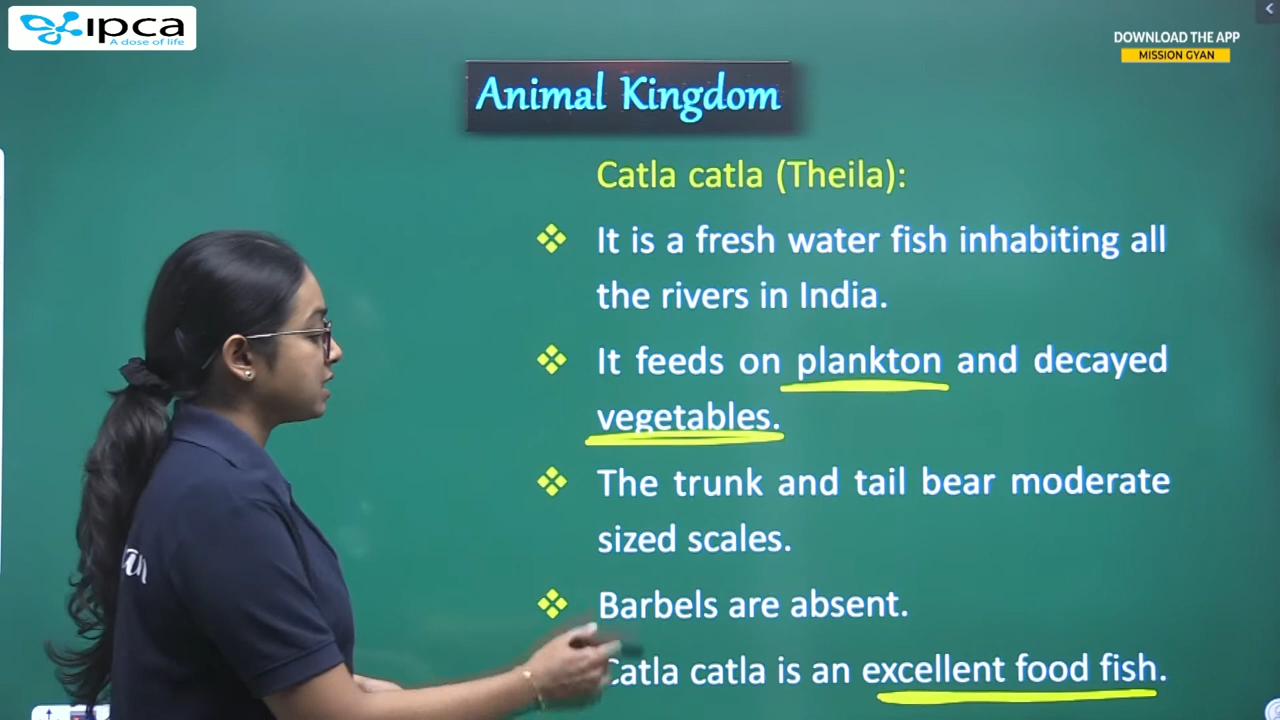 ipca
A dose of life
DOWNLOAD THE APP
MISSION GYAN
Animal Kingdom
Catla catla (Theila):
It is a fresh water fish inhabiting all
the rivers in India.
It feeds on plankton and decayed
vegetables.
The trunk and tail bear moderate
sized scales.
Barbels are absent.
Catla catla is an excellent food fish.